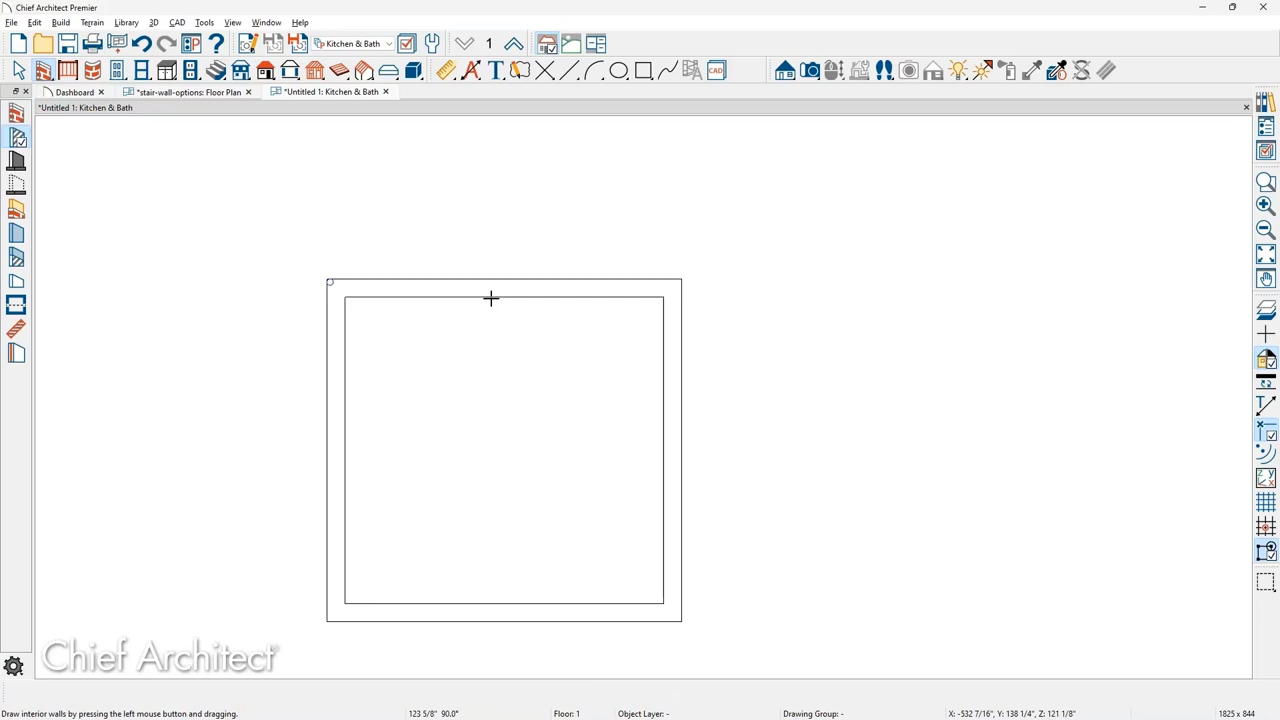 Chief Architect Premier
File Edit Build Terrain Library 3D CAD Tools View Window Help
Kitchen & Bath 1
CAD
Dashboard *stair-wall-options: Floor Plan *Untitled 1: Kitchen & Bath
*Untitled 1: Kitchen & Bath
Chief Architect
Draw interior walls by pressing the left mouse button and dragging. 123 5/8" 90.0° Floor: 1 Object Layer: - Drawing Group: - X: -532 7/16", Y: 138 1/4", Z: 121 1/8" 1825 x 844